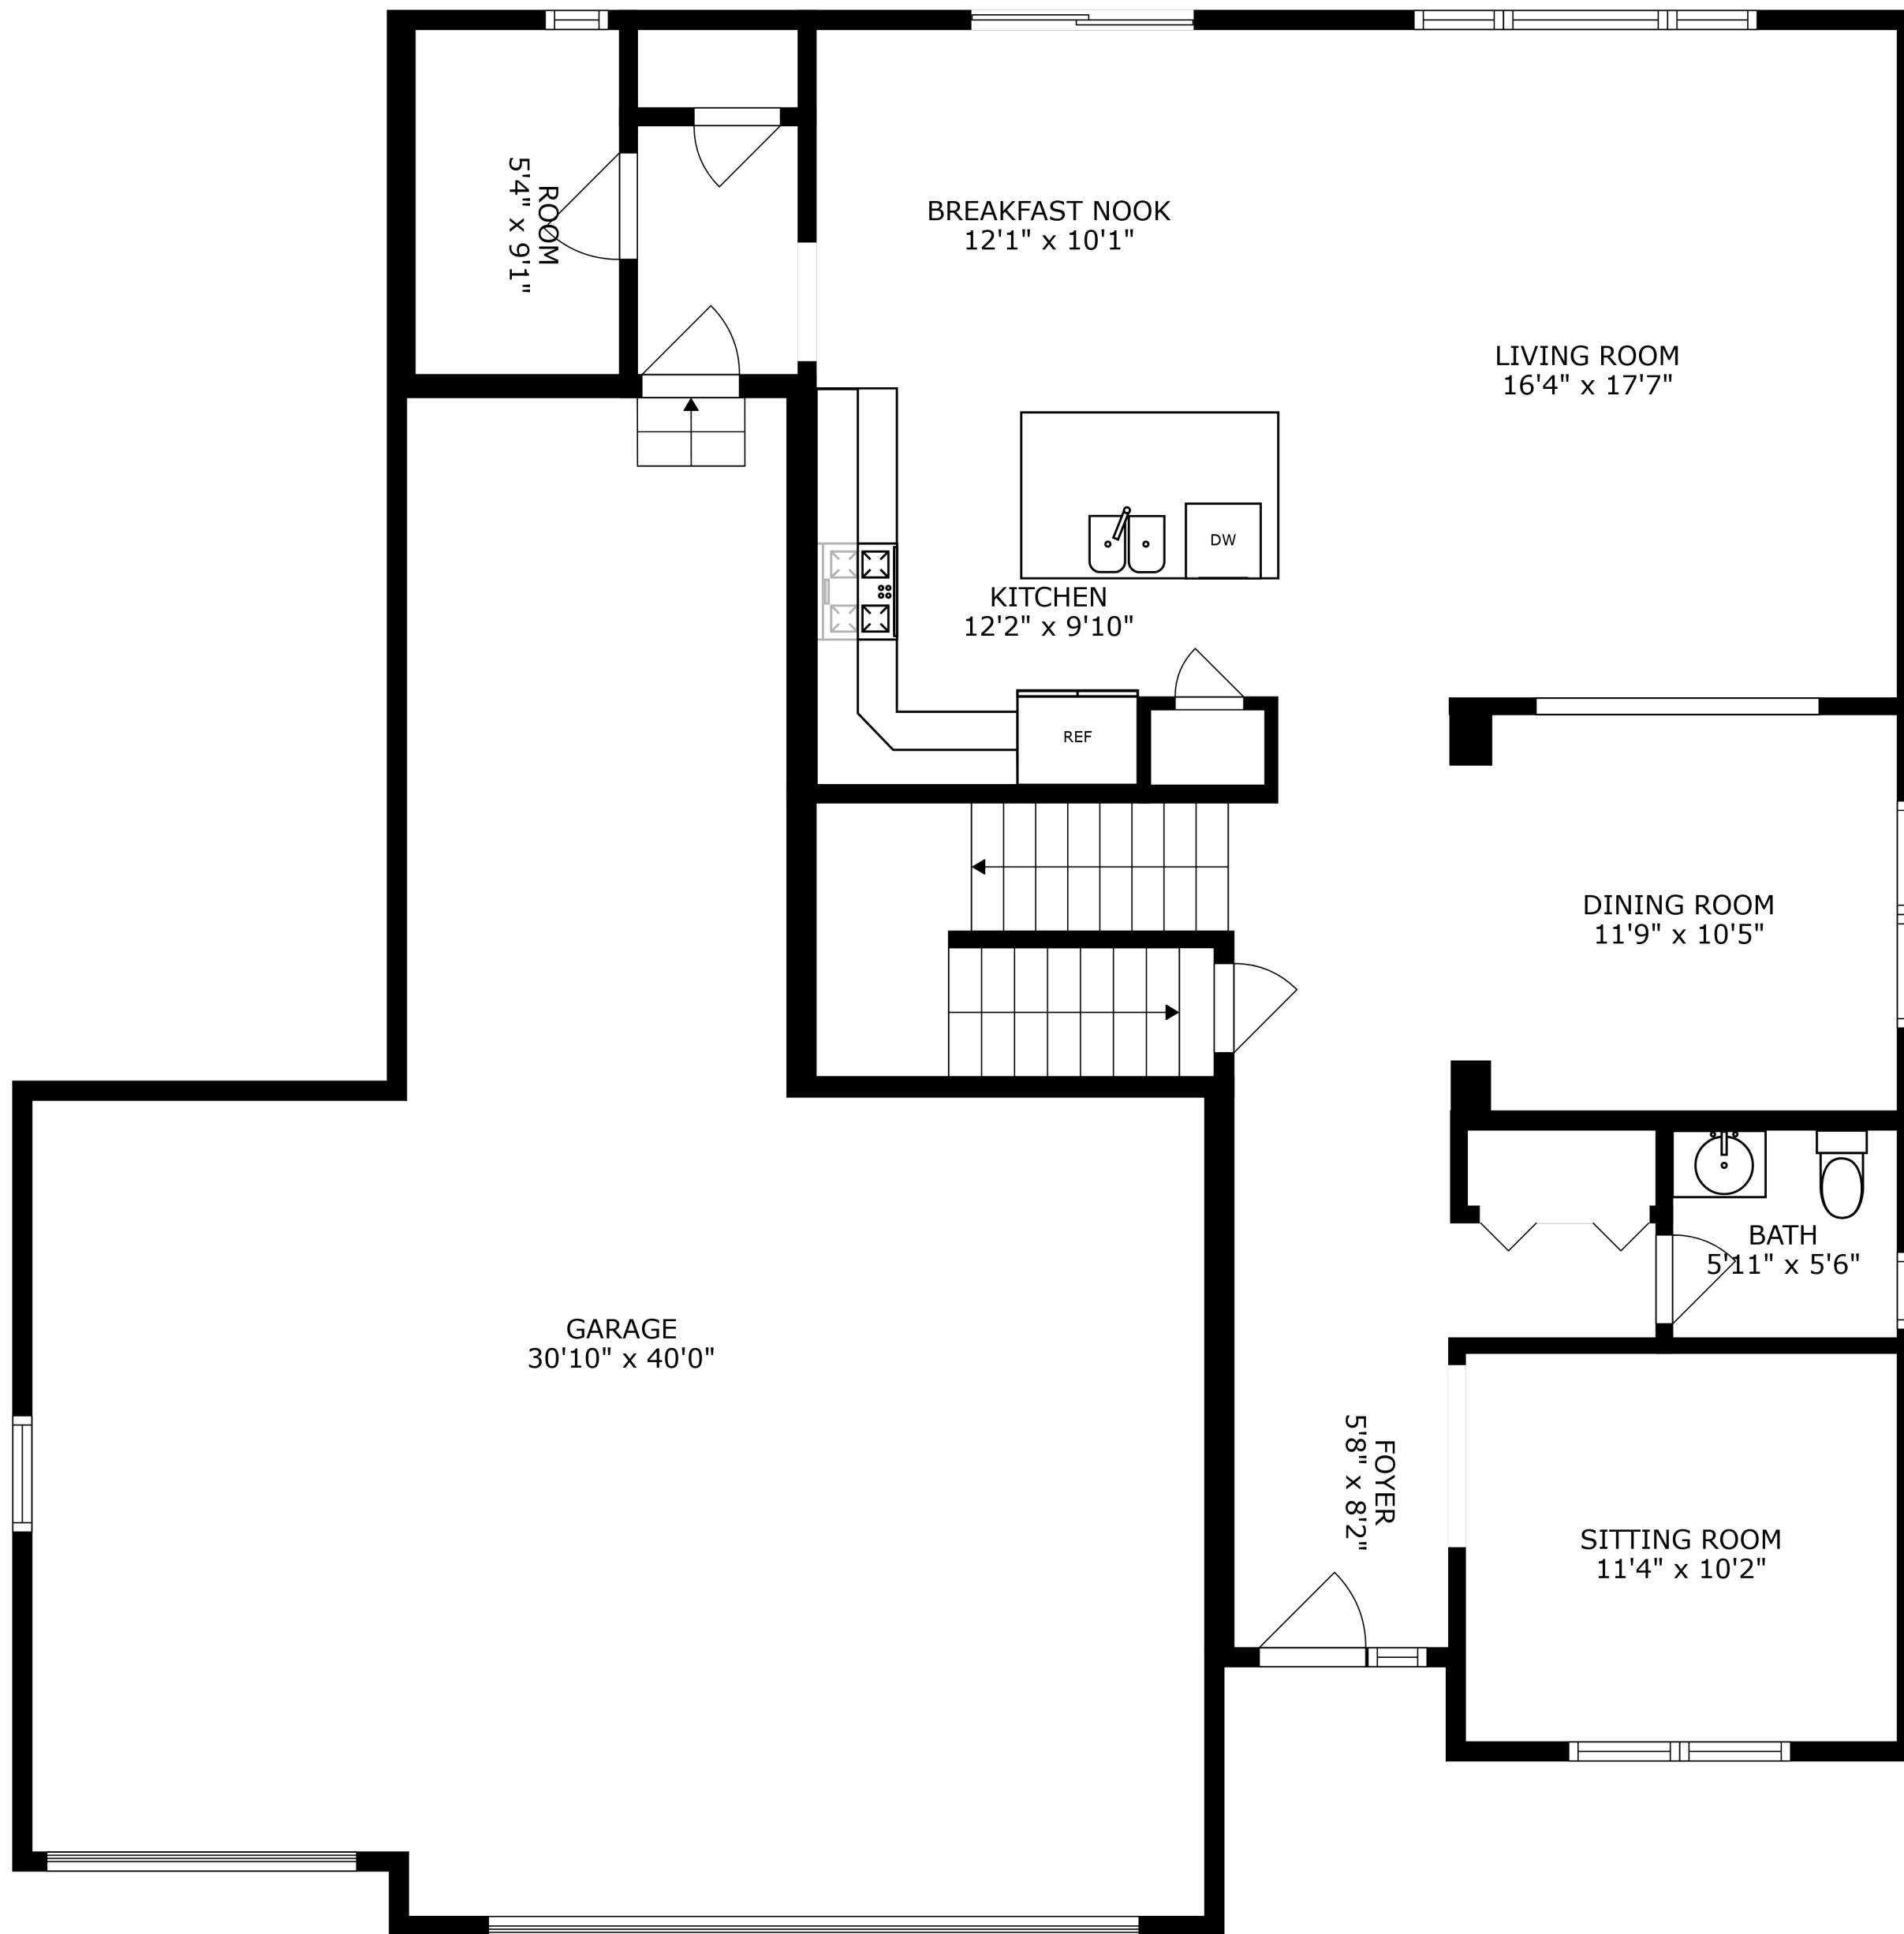 ROOM
5'4" x 9'1"
BREAKFAST NOOK
12'1" x 10'1"
LIVING ROOM
16'4" x 17'7"
DW
KITCHEN
12'2" x 9'10"
REF
DINING ROOM
11'9" x 10'5"
BATH
5'11" x 5'6"
GARAGE
30'10" x 40'0"
FOYER
5'8" x 8'2"
SITTING ROOM
11'4" x 10'2"